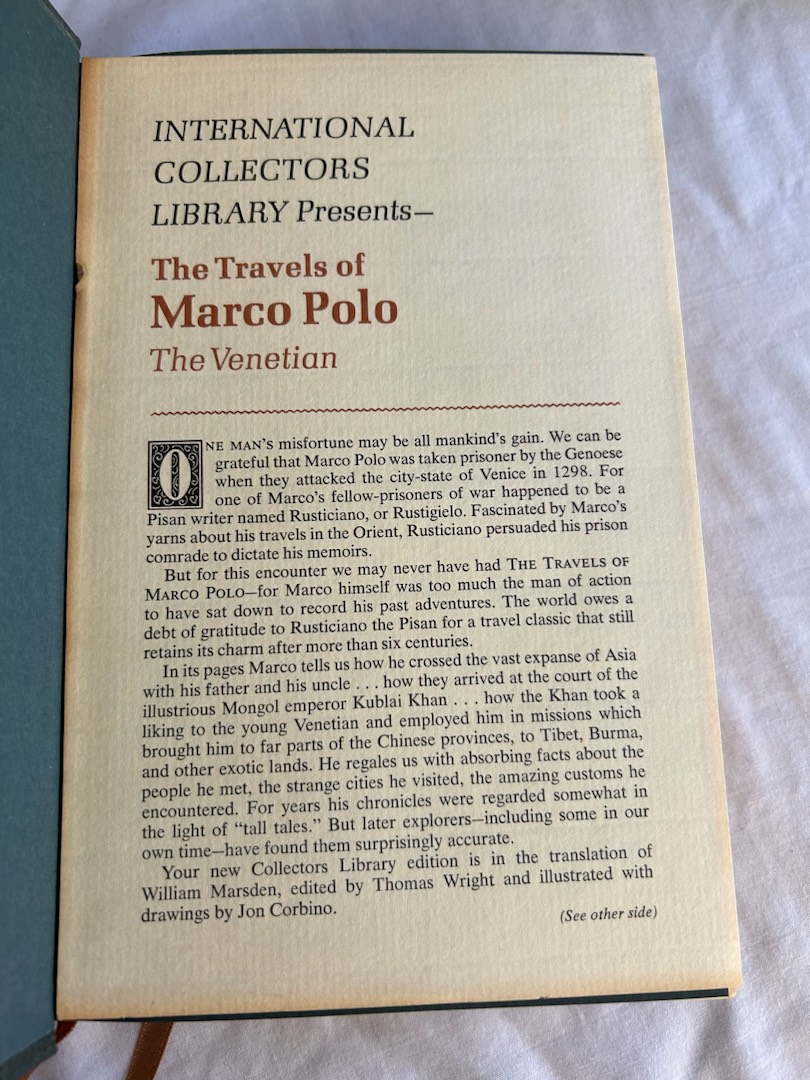 INTERNATIONAL
COLLECTORS
LIBRARY Presents—
The Travels of
Marco Polo
The Venetian
ONE MAN'S misfortune may be all mankind's gain. We can be
grateful that Marco Polo was taken prisoner by the Genoese
when they attacked the city-state of Venice in 1298. For
one of Marco's fellow-prisoners of war happened to be a
Pisan writer named Rusticiano, or Rustigielo. Fascinated by Marco's
yarns about his travels in the Orient, Rusticiano persuaded his prison
comrade to dictate his memoirs.
But for this encounter we may never have had THE TRAVELS OF
MARCO POLO—for Marco himself was too much the man of action
to have sat down to record his past adventures. The world owes a
debt of gratitude to Rusticiano the Pisan for a travel classic that still
retains its charm after more than six centuries.
In its pages Marco tells us how he crossed the vast expanse of Asia
with his father and his uncle . . . how they arrived at the court of the
illustrious Mongol emperor Kublai Khan . . . how the Khan took a
liking to the young Venetian and employed him in missions which
brought him to far parts of the Chinese provinces, to Tibet, Burma,
and other exotic lands. He regales us with absorbing facts about the
people he met, the strange cities he visited, the amazing customs he
encountered. For years his chronicles were regarded somewhat in
the light of "tall tales." But later explorers—including some in our
own time—have found them surprisingly accurate.
Your new Collectors Library edition is in the translation of
William Marsden, edited by Thomas Wright and illustrated with
drawings by Jon Corbino.
(See other side)